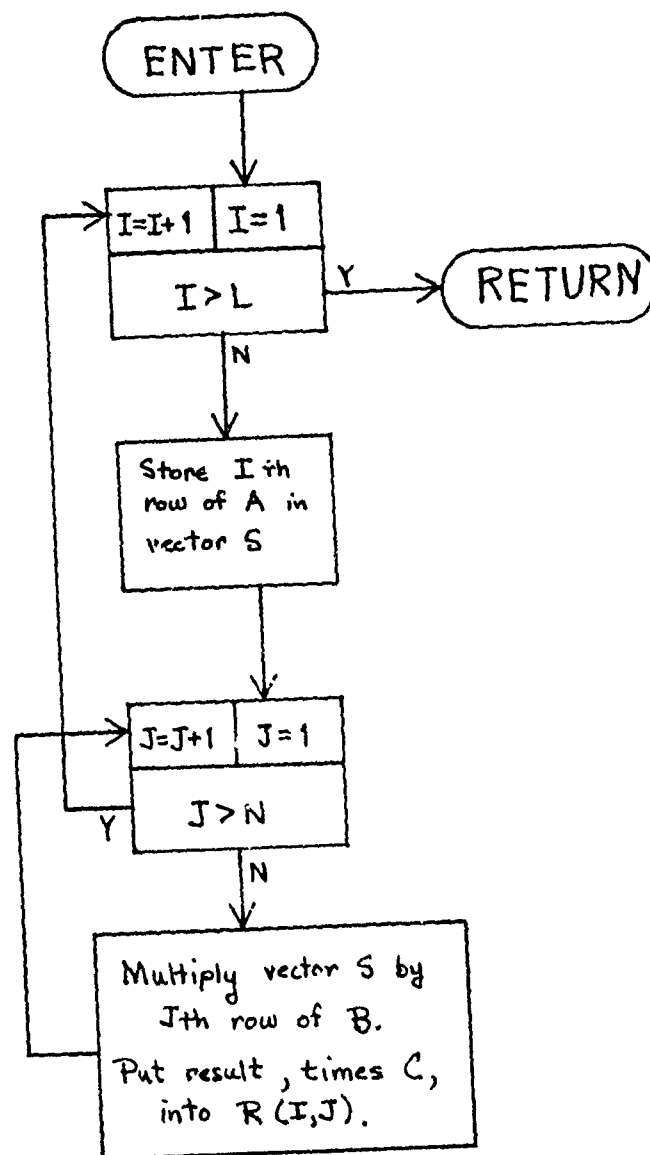 ENTER
I=I+1
I=1
I>L
Y
RETURN
N
Store I th
row of A in
vector S
J=J+1
J=1
J>N
Y
N
Multiply vector S by
Jth row of B.
Put result, times C,
into R(I,J).